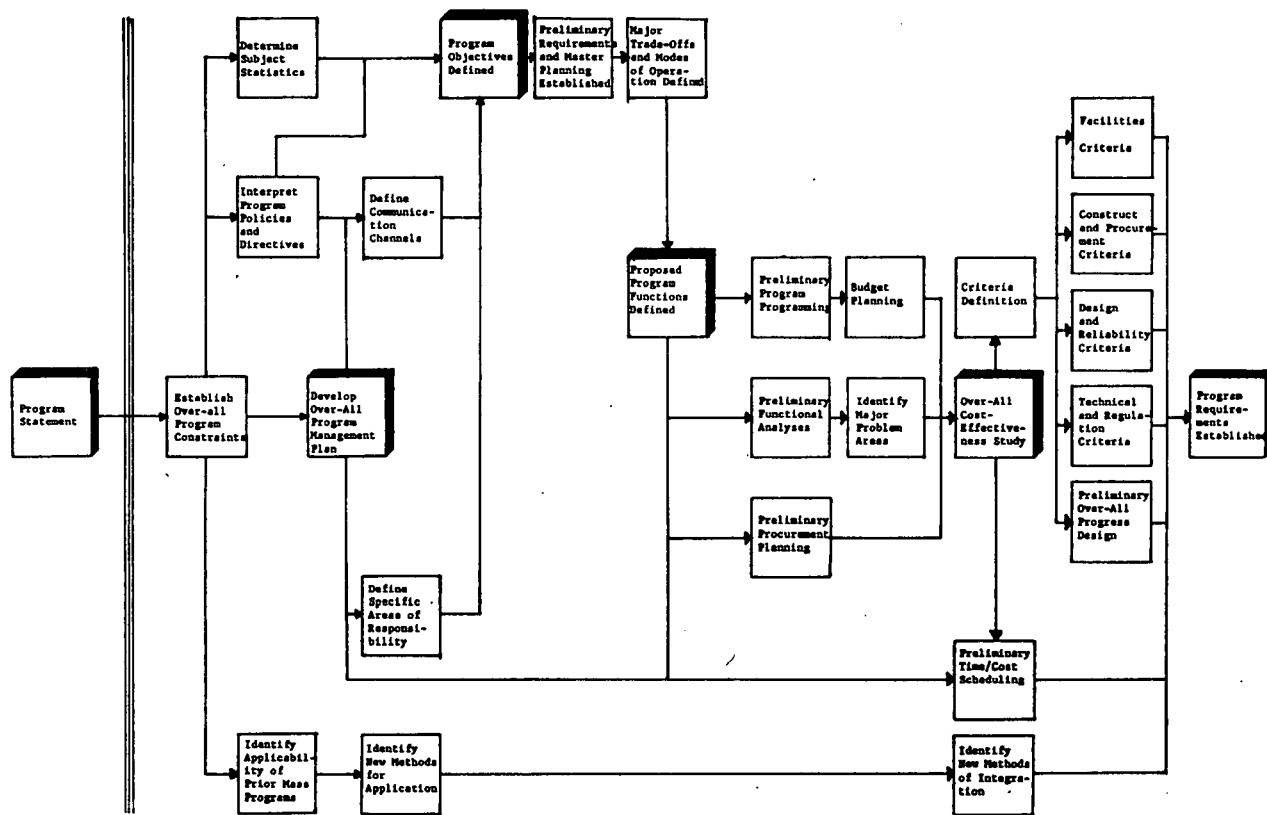 Determine
Subject
Statistics
Program
Objectives
Defined
Preliminary
Requirements
and Master
Planning
Established
Major
Trade-Offs
and Modes
of Operation
Defined
Facilities
Criteria
Interpret
Program
Policies
and
Directives
Define
Communica-
tion
Channels
Construct
and Procure-
ment
Criteria
Proposed
Program
Functions
Defined
Preliminary
Program
Programming
Budget
Planning
Criteria
Definition
Design
and
Reliability
Criteria
Program
Statement
Establish
Over-all
Program
Constraints
Develop
Over-All
Program
Management
Plan
Preliminary
Functional
Analyses
Identify
Major
Problem
Areas
Over-All
Cost-
Effective-
ness Study
Technical
and Regula-
tion
Criteria
Program
Require-
ments
Established
Preliminary
Procurement
Planning
Preliminary
Over-All
Progress
Design
Define
Specific
Areas of
Responsi-
bility
Preliminary
Time/Cost
Scheduling
Identify
Applicabil-
ity of
Prior Mass
Programs
Identify
New Methods
for
Application
Identify
New Methods
of Integra-
tion